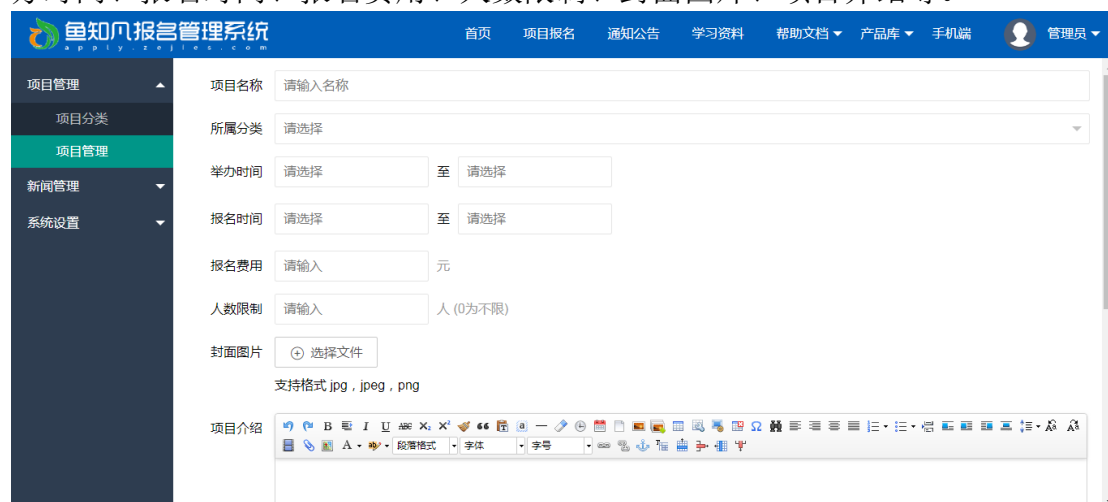 鱼知凡报名管理系统
apply.zejles.com
首页 项目报名 通知公告 学习资料 帮助文档 产品库 手机端 管理员
项目管理
项目分类
项目管理
新闻管理
系统设置
项目名称 请输入名称
所属分类 请选择
举办时间 请选择 至 请选择
报名时间 请选择 至 请选择
报名费用 请输入 元
人数限制 请输入 人 (0为不限)
封面图片 选择文件
支持格式 jpg，jpeg，png
项目介绍
段落格式 字体 字号